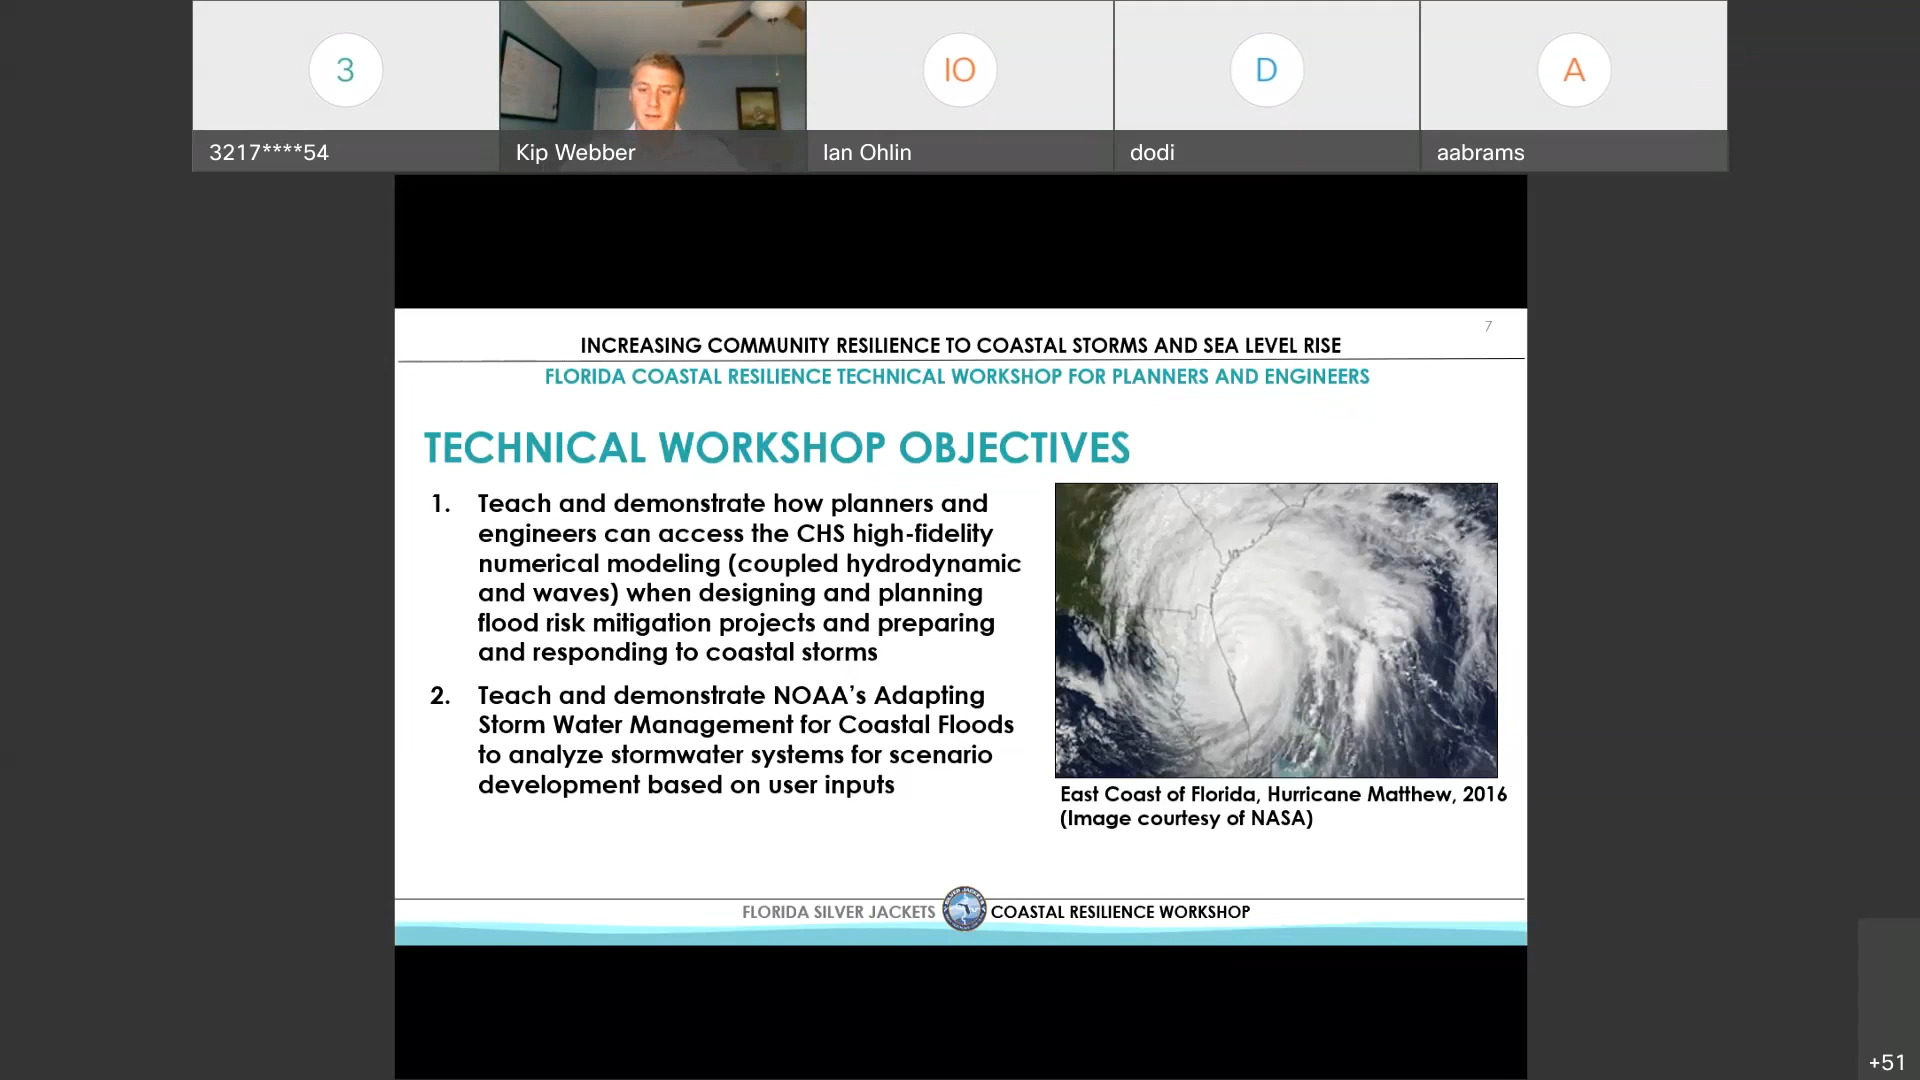 3
IO
D
A
3217****54
Kip Webber
Ian Ohlin
dodi
aabrams
7
INCREASING COMMUNITY RESILIENCE TO COASTAL STORMS AND SEA LEVEL RISE
FLORIDA COASTAL RESILIENCE TECHNICAL WORKSHOP FOR PLANNERS AND ENGINEERS
TECHNICAL WORKSHOP OBJECTIVES
1. Teach and demonstrate how planners and
engineers can access the CHS high-fidelity
numerical modeling (coupled hydrodynamic
and waves) when designing and planning
flood risk mitigation projects and preparing
and responding to coastal storms
2. Teach and demonstrate NOAA’s Adapting
Storm Water Management for Coastal Floods
to analyze stormwater systems for scenario
development based on user inputs
East Coast of Florida, Hurricane Matthew, 2016
(Image courtesy of NASA)
FLORIDA SILVER JACKETS
COASTAL RESILIENCE WORKSHOP
+51